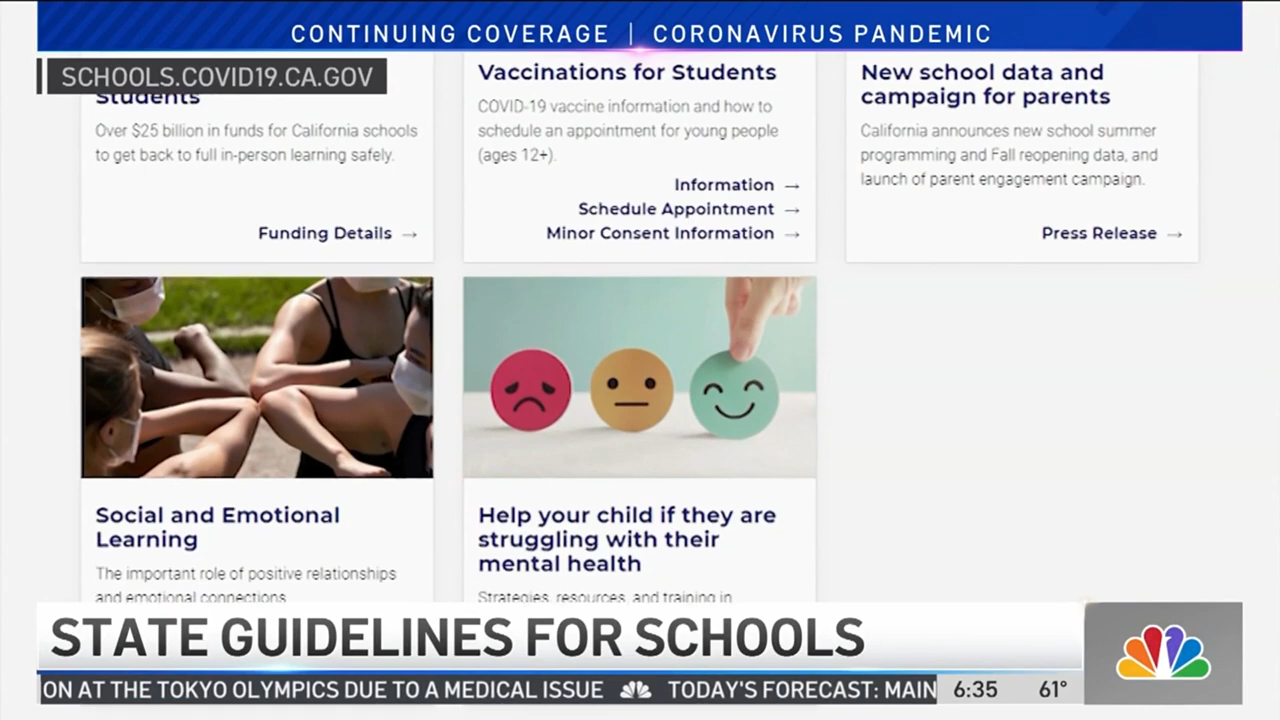 CONTINUING COVERAGE | CORONAVIRUS PANDEMIC
SCHOOLS.COVID19.CA.GOV
Students
Over $25 billion in funds for California schools
to get back to full in-person learning safely.
Funding Details →
Vaccinations for Students
COVID-19 vaccine information and how to
schedule an appointment for young people
(ages 12+).
Information →
Schedule Appointment →
Minor Consent Information →
New school data and
campaign for parents
California announces new school summer
programming and Fall reopening data, and
launch of parent engagement campaign.
Press Release →
Social and Emotional
Learning
The important role of positive relationships
and emotional connections
Help your child if they are
struggling with their
mental health
Strategies, resources, and training in
STATE GUIDELINES FOR SCHOOLS
ON AT THE TOKYO OLYMPICS DUE TO A MEDICAL ISSUE TODAY'S FORECAST: MAIN
6:35 61°